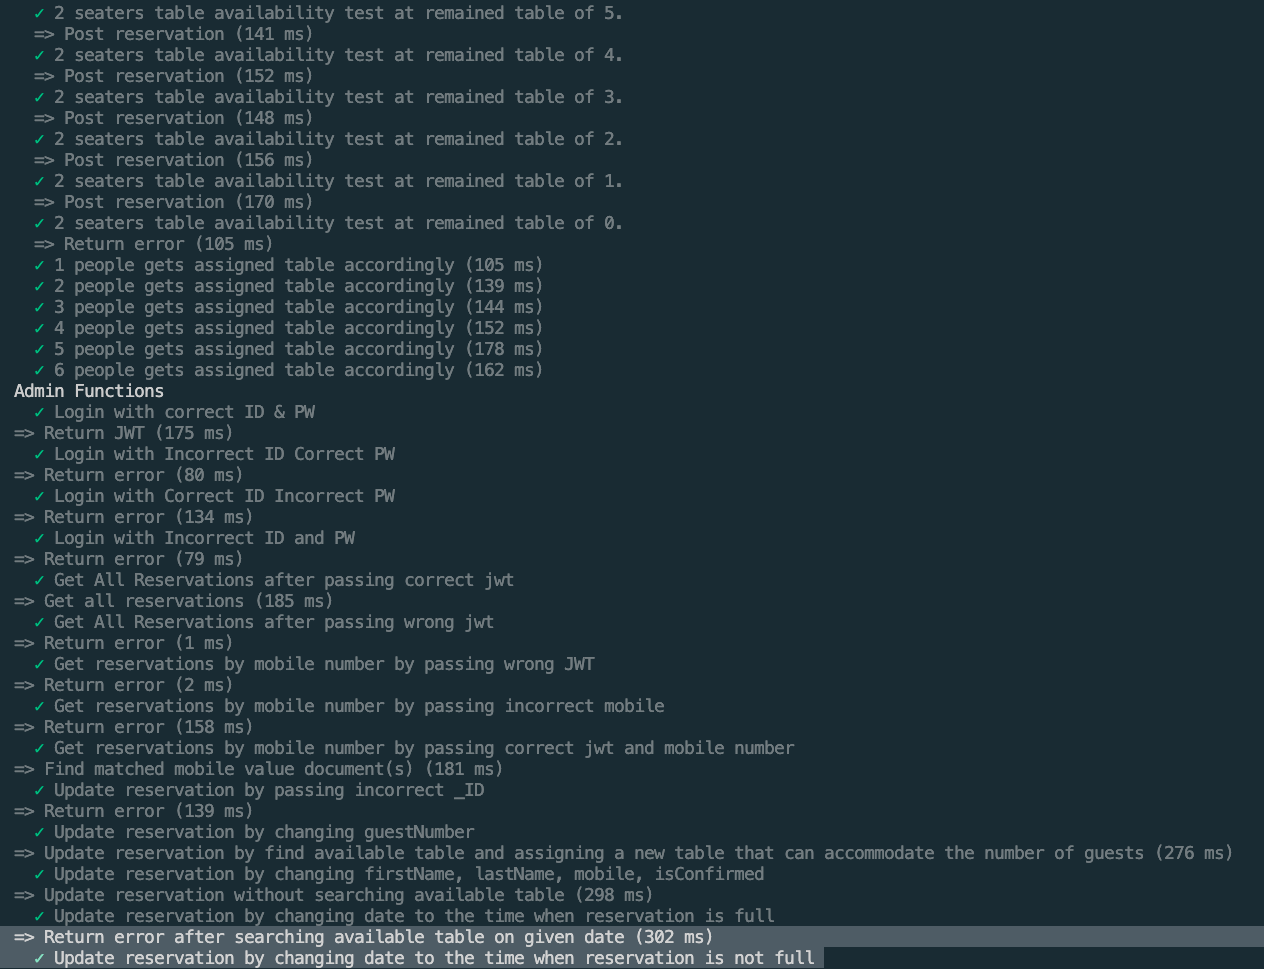 ✓ 2 seaters table availability test at remained table of 5.
=> Post reservation (141 ms)
✓ 2 seaters table availability test at remained table of 4.
=> Post reservation (152 ms)
✓ 2 seaters table availability test at remained table of 3.
=> Post reservation (148 ms)
✓ 2 seaters table availability test at remained table of 2.
=> Post reservation (156 ms)
✓ 2 seaters table availability test at remained table of 1.
=> Post reservation (170 ms)
✓ 2 seaters table availability test at remained table of 0.
=> Return error (105 ms)
✓ 1 people gets assigned table accordingly (105 ms)
✓ 2 people gets assigned table accordingly (139 ms)
✓ 3 people gets assigned table accordingly (144 ms)
✓ 4 people gets assigned table accordingly (152 ms)
✓ 5 people gets assigned table accordingly (178 ms)
✓ 6 people gets assigned table accordingly (162 ms)
Admin Functions
✓ Login with correct ID & PW
=> Return JWT (175 ms)
✓ Login with Incorrect ID Correct PW
=> Return error (80 ms)
✓ Login with Correct ID Incorrect PW
=> Return error (134 ms)
✓ Login with Incorrect ID and PW
=> Return error (79 ms)
✓ Get All Reservations after passing correct jwt
=> Get all reservations (185 ms)
✓ Get All Reservations after passing wrong jwt
=> Return error (1 ms)
✓ Get reservations by mobile number by passing wrong JWT
=> Return error (2 ms)
✓ Get reservations by mobile number by passing incorrect mobile
=> Return error (158 ms)
✓ Get reservations by mobile number by passing correct jwt and mobile number
=> Find matched mobile value document(s) (181 ms)
✓ Update reservation by passing incorrect _ID
=> Return error (139 ms)
✓ Update reservation by changing guestNumber
=> Update reservation by find available table and assigning a new table that can accommodate the number of guests (276 ms)
✓ Update reservation by changing firstName, lastName, mobile, isConfirmed
=> Update reservation without searching available table (298 ms)
✓ Update reservation by changing date to the time when reservation is full
=> Return error after searching available table on given date (302 ms)
✓ Update reservation by changing date to the time when reservation is not full